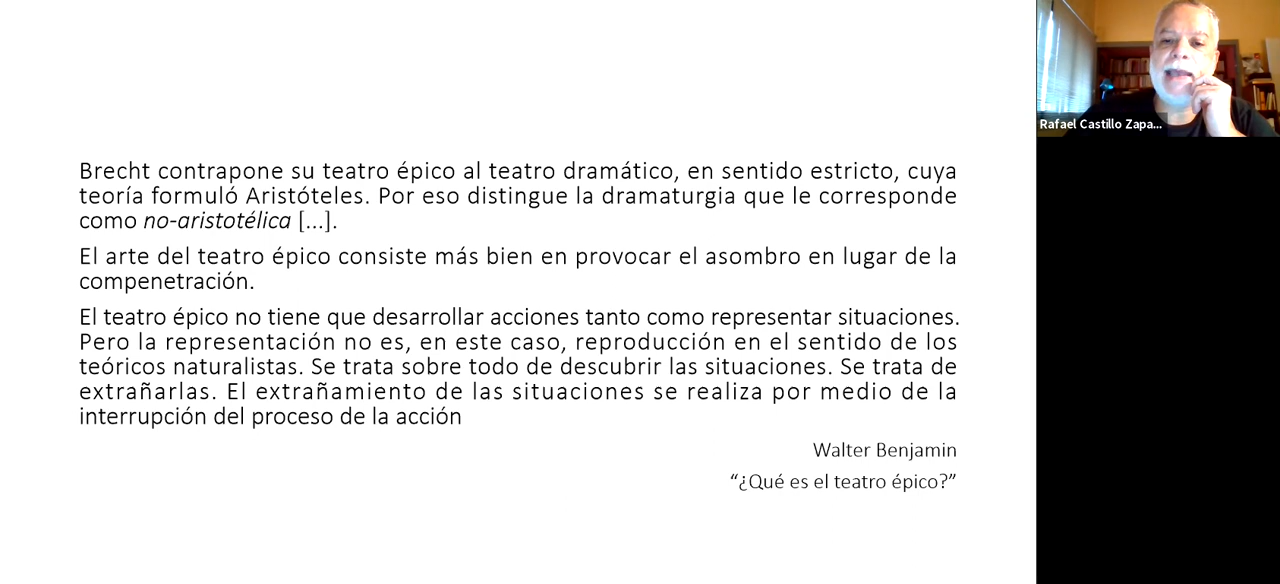 Brecht contrapone su teatro épico al teatro dramático, en sentido estricto, cuya
teoría formuló Aristóteles. Por eso distingue la dramaturgia que le corresponde
como no-aristotélica [...].
El arte del teatro épico consiste más bien en provocar el asombro en lugar de la
compenetración.
El teatro épico no tiene que desarrollar acciones tanto como representar situaciones.
Pero la representación no es, en este caso, reproducción en el sentido de los
teóricos naturalistas. Se trata sobre todo de descubrir las situaciones. Se trata de
extrañarlas. El extrañamiento de las situaciones se realiza por medio de la
interrupción del proceso de la acción
Walter Benjamin
“¿Qué es el teatro épico?”
Rafael Castillo Zapa...